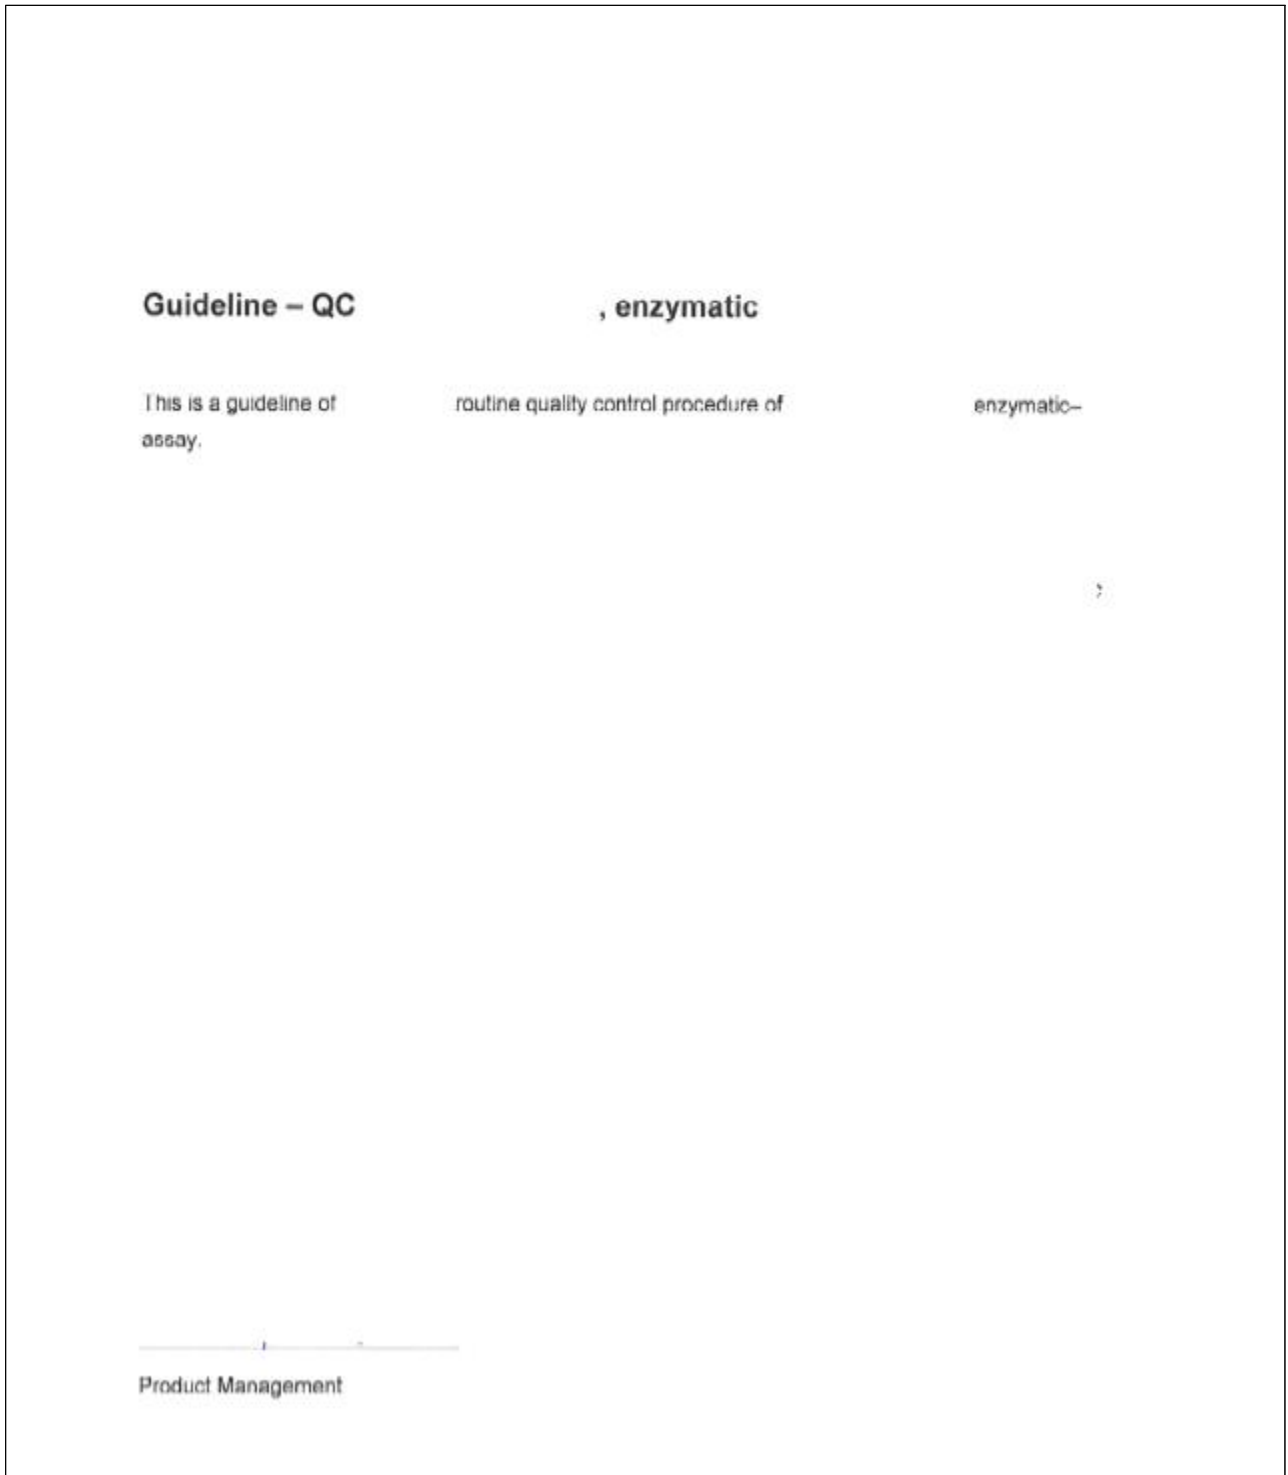 Guideline – QC , enzymatic
This is a guideline of routine quality control procedure of enzymatic–
assay.
Product Management